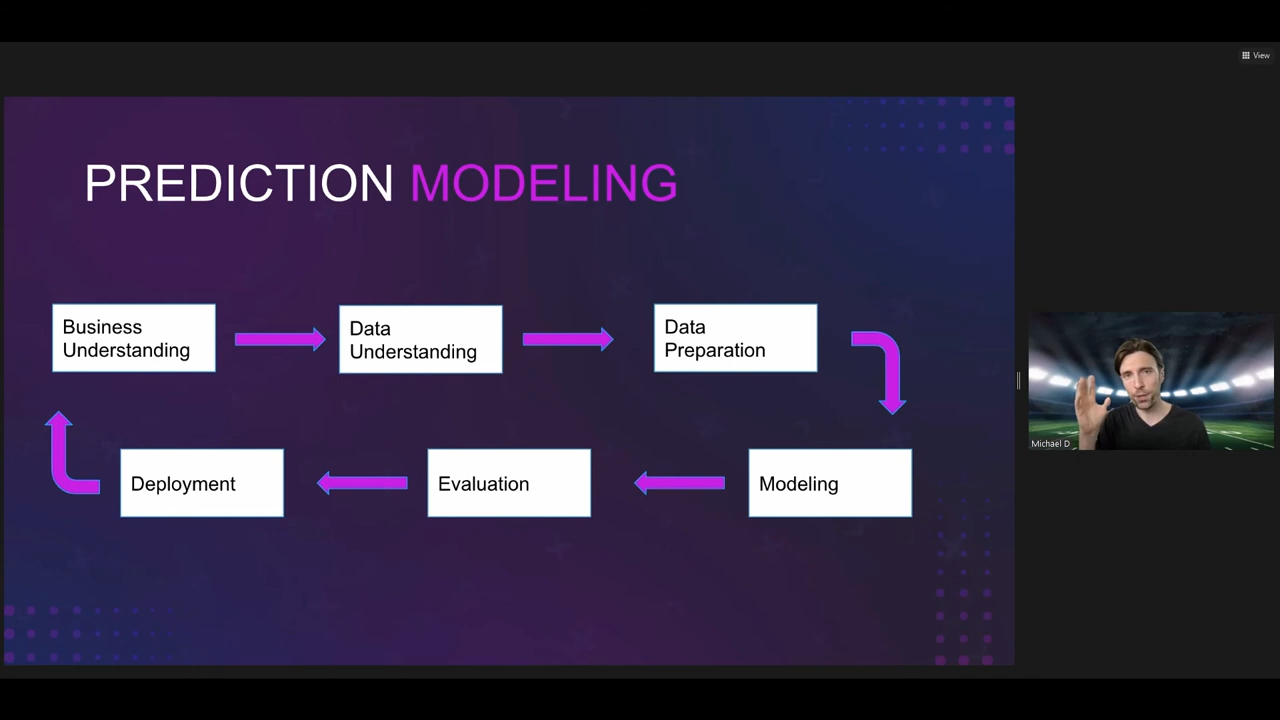 View
PREDICTION MODELING
Business
Understanding
Data
Understanding
Data
Preparation
Deployment
Evaluation
Modeling
Michael D